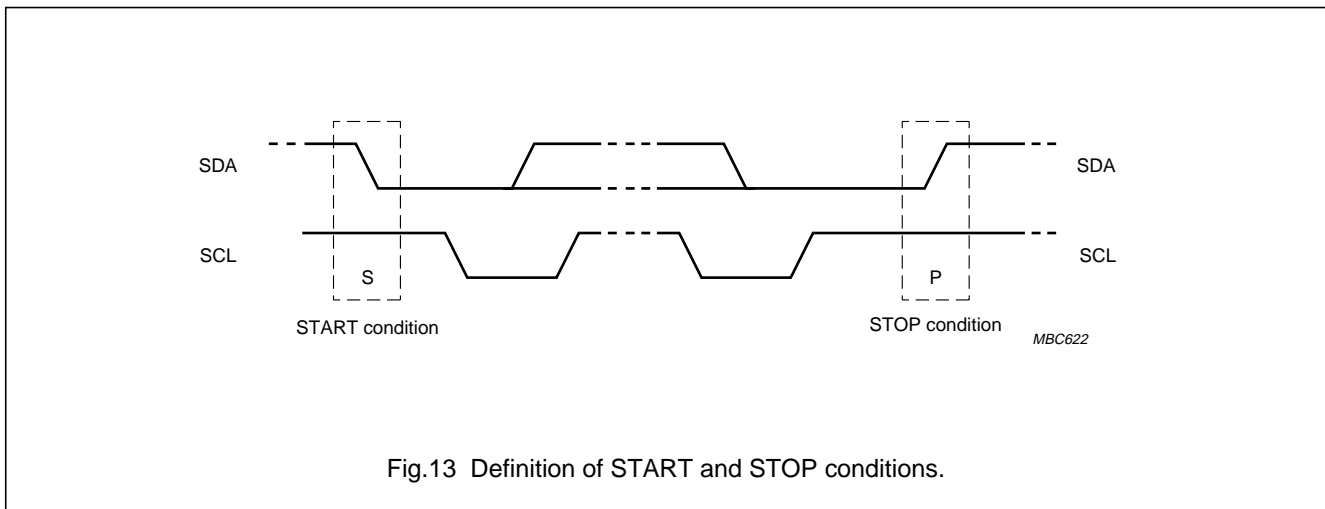 SDA
SDA
SCL
SCL
S
P
START condition
STOP condition
MBC622
Fig.13 Definition of START and STOP conditions.